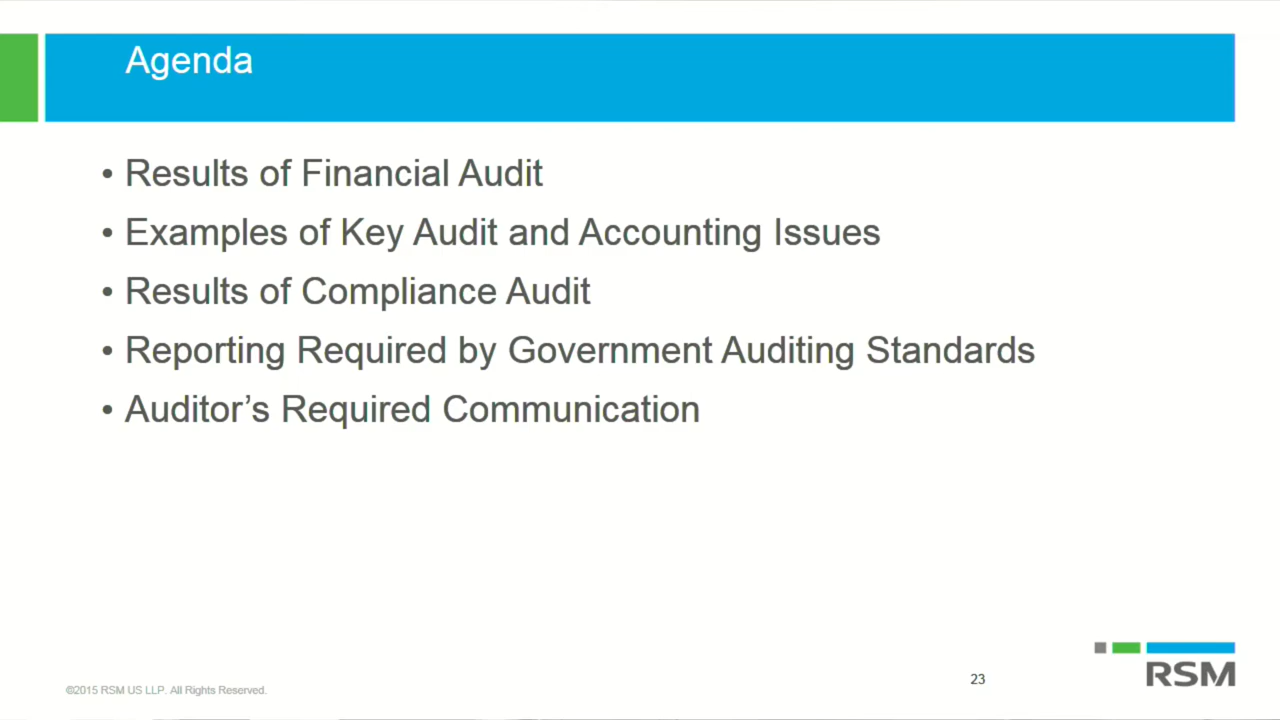 Agenda
• Results of Financial Audit
• Examples of Key Audit and Accounting Issues
• Results of Compliance Audit
• Reporting Required by Government Auditing Standards
• Auditor’s Required Communication
©2015 RSM US LLP. All Rights Reserved.
23
RSM